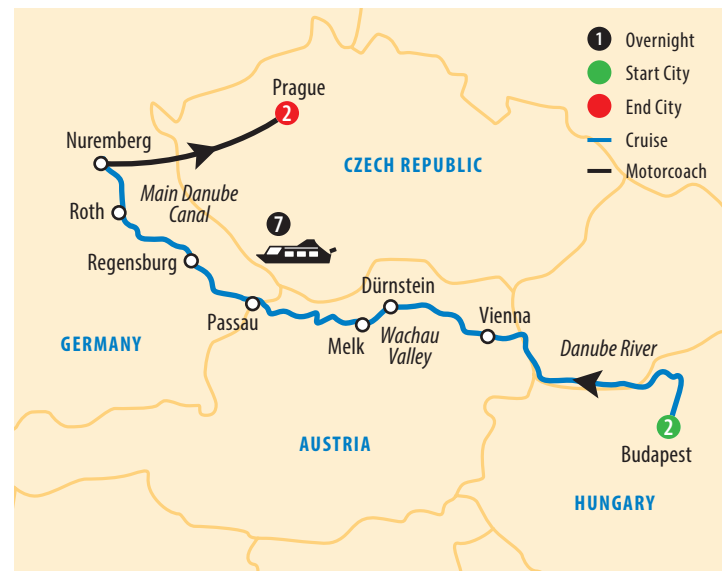 1 Overnight
Start City
End City
Cruise
Motorcoach
Prague
2
Nuremberg
CZECH REPUBLIC
Main Danube
Canal
Roth
7
Regensburg
Dürnstein
Passau
Vienna
Melk
Wachau
Valley
GERMANY
Danube River
2
Budapest
AUSTRIA
HUNGARY